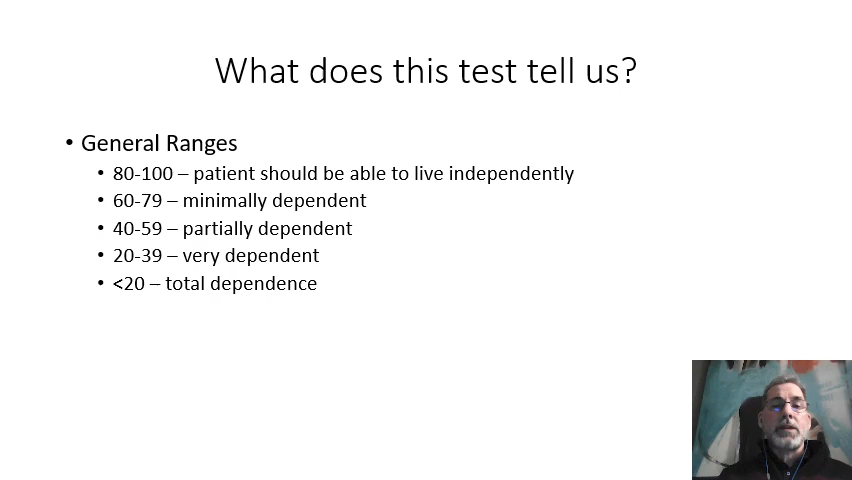 What does this test tell us?
• General Ranges
• 80-100 – patient should be able to live independently
• 60-79 – minimally dependent
• 40-59 – partially dependent
• 20-39 – very dependent
• <20 – total dependence